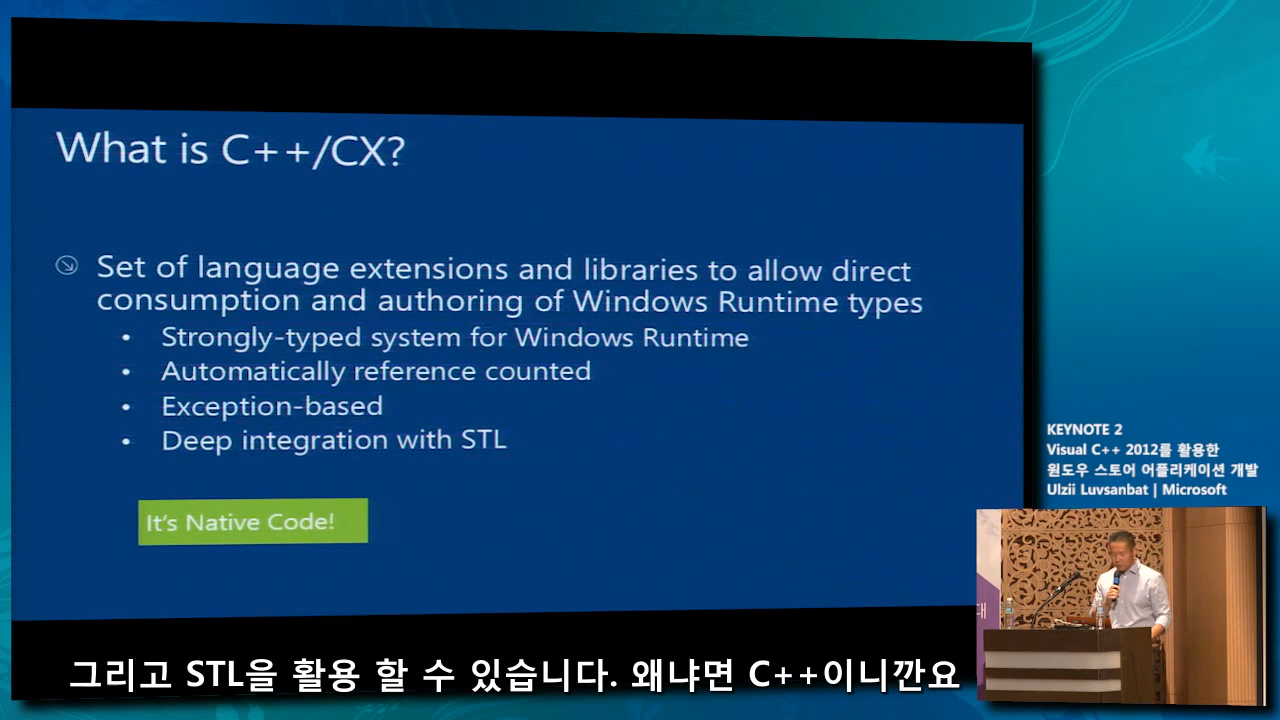 What is C++/CX?
Set of language extensions and libraries to allow direct
consumption and authoring of Windows Runtime types
• Strongly-typed system for Windows Runtime
• Automatically reference counted
• Exception-based
• Deep integration with STL
It's Native Code!
KEYNOTE 2
Visual C++ 2012를 활용한
윈도우 스토어 어플리케이션 개발
Ulzii Luvsanbat | Microsoft
대
그리고 STL을 활용 할 수 있습니다. 왜냐면 C++이니깐요